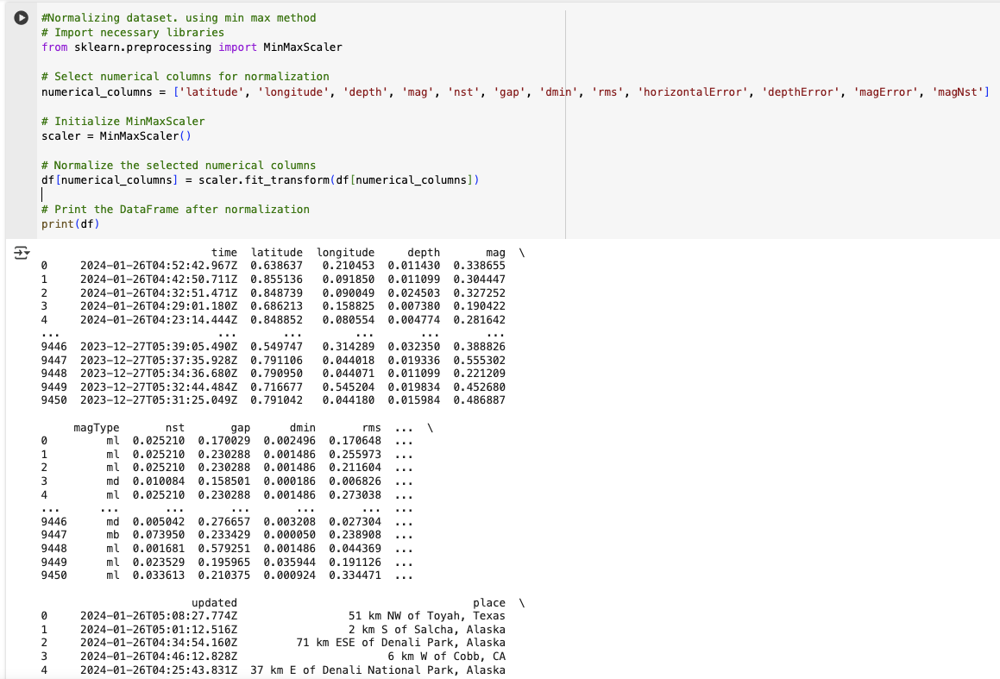 #Normalizing dataset. using min max method
# Import necessary libraries
from sklearn.preprocessing import MinMaxScaler
# Select numerical columns for normalization
numerical_columns = ['latitude', 'longitude', 'depth', 'mag', 'nst', 'gap', 'dmin', 'rms', 'horizontalError', 'depthError', 'magError', 'magNst']
# Initialize MinMaxScaler
scaler = MinMaxScaler()
# Normalize the selected numerical columns
df[numerical_columns] = scaler.fit_transform(df[numerical_columns])
# Print the DataFrame after normalization
print(df)
time latitude longitude depth mag \
0 2024-01-26T04:52:42.967Z 0.638637 0.210453 0.011430 0.338655
1 2024-01-26T04:42:50.711Z 0.855136 0.091850 0.011099 0.304447
2 2024-01-26T04:32:51.471Z 0.848739 0.090049 0.024503 0.327252
3 2024-01-26T04:29:01.180Z 0.686213 0.158825 0.007380 0.190422
4 2024-01-26T04:23:14.444Z 0.848852 0.080554 0.004774 0.281642
... ... ... ... ... ...
9446 2023-12-27T05:39:05.490Z 0.549747 0.314289 0.032350 0.388826
9447 2023-12-27T05:37:35.928Z 0.791106 0.044018 0.019336 0.555302
9448 2023-12-27T05:34:36.680Z 0.790950 0.044071 0.011099 0.221209
9449 2023-12-27T05:32:44.484Z 0.716677 0.545204 0.019834 0.452680
9450 2023-12-27T05:31:25.049Z 0.791042 0.044180 0.015984 0.486887
magType nst gap dmin rms ... \
0 ml 0.025210 0.170029 0.002496 0.170648 ...
1 ml 0.025210 0.230288 0.001486 0.255973 ...
2 ml 0.025210 0.230288 0.001486 0.211604 ...
3 md 0.010084 0.158501 0.000186 0.006826 ...
4 ml 0.025210 0.230288 0.001486 0.273038 ...
... ... ... ... ... ... ...
9446 md 0.005042 0.276657 0.003208 0.027304 ...
9447 mb 0.073950 0.233429 0.000050 0.238908 ...
9448 ml 0.001681 0.579251 0.001486 0.044369 ...
9449 ml 0.023529 0.195965 0.035944 0.191126 ...
9450 ml 0.033613 0.210375 0.000924 0.334471 ...
updated place \
0 2024-01-26T05:08:27.774Z 51 km NW of Toyah, Texas
1 2024-01-26T05:01:12.516Z 2 km S of Salcha, Alaska
2 2024-01-26T04:34:54.160Z 71 km ESE of Denali Park, Alaska
3 2024-01-26T04:46:12.828Z 6 km W of Cobb, CA
4 2024-01-26T04:25:43.831Z 37 km E of Denali National Park, Alaska